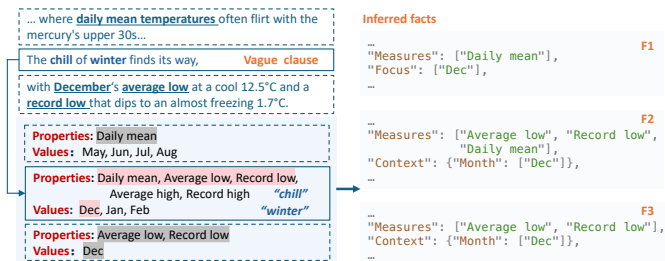 ... where daily mean temperatures often flirt with the
mercury's upper 30s...
The chill of winter finds its way, Vague clause
with December's average low at a cool 12.5°C and a
record low that dips to an almost freezing 1.7°C.
Properties: Daily mean
Values: May, Jun, Jul, Aug
Properties: Daily mean, Average low, Record low,
Average high, Record high "chill"
Values: Dec, Jan, Feb "winter"
Properties: Average low, Record low
Values: Dec
Inferred facts
...
F1
"Measures": ["Daily mean"],
"Focus": ["Dec"],
...
...
F2
"Measures": ["Average low", "Record low",
"Daily mean"],
"Context": {"Month": ["Dec"]},
...
...
F3
"Measures": ["Average low", "Record low"],
"Context": {"Month": ["Dec"]},
...